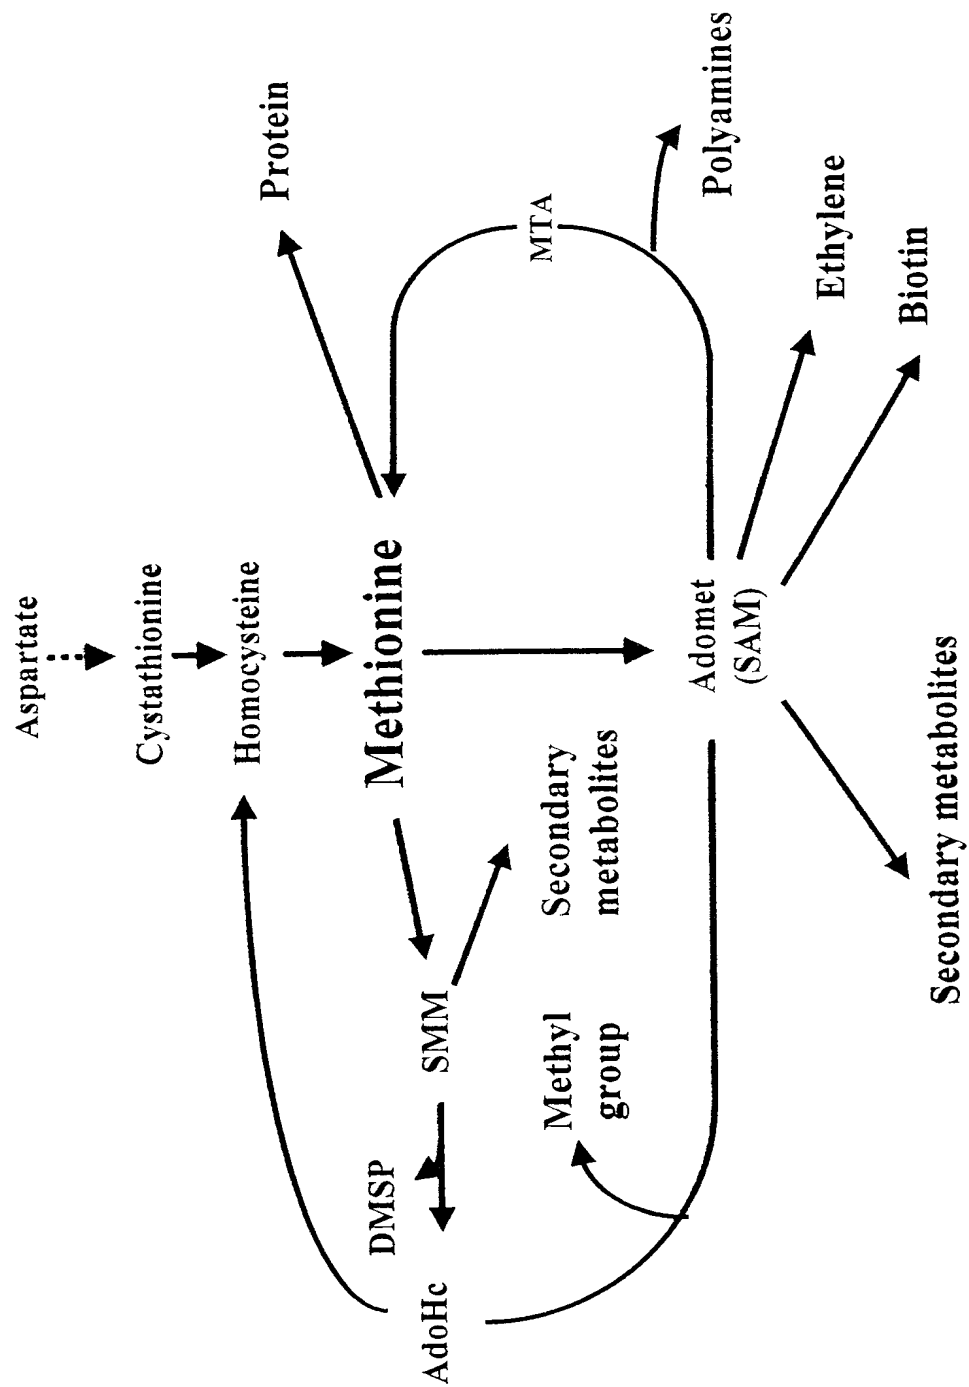 Aspartate
Cystathionine
Homocysteine
Methionine
Protein
SMM
Secondary
metabolites
DMSP
AdoHc
Methyl
group
MTA
Polyamines
Adomet
(SAM)
Ethylene
Biotin
Secondary metabolites